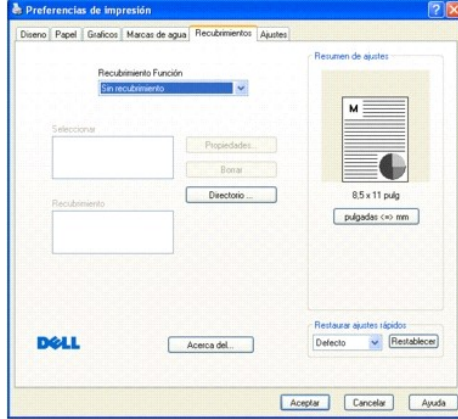 Preferencias de impresión
Diseno Papel Graficos Marcas de agua Recubrimientos Ajustes
Recubrimiento Función
Sin recubrimiento
Seleccionar
Propiedades...
Borrar
Directorio ...
Recubrimiento
Resumen de ajustes
M
8,5 x 11 pulg
pulgadas <=> mm
DELL
Acerca del...
Restaurar ajustes rápidos
Defecto
Restablecer
Aceptar Cancelar Ayuda